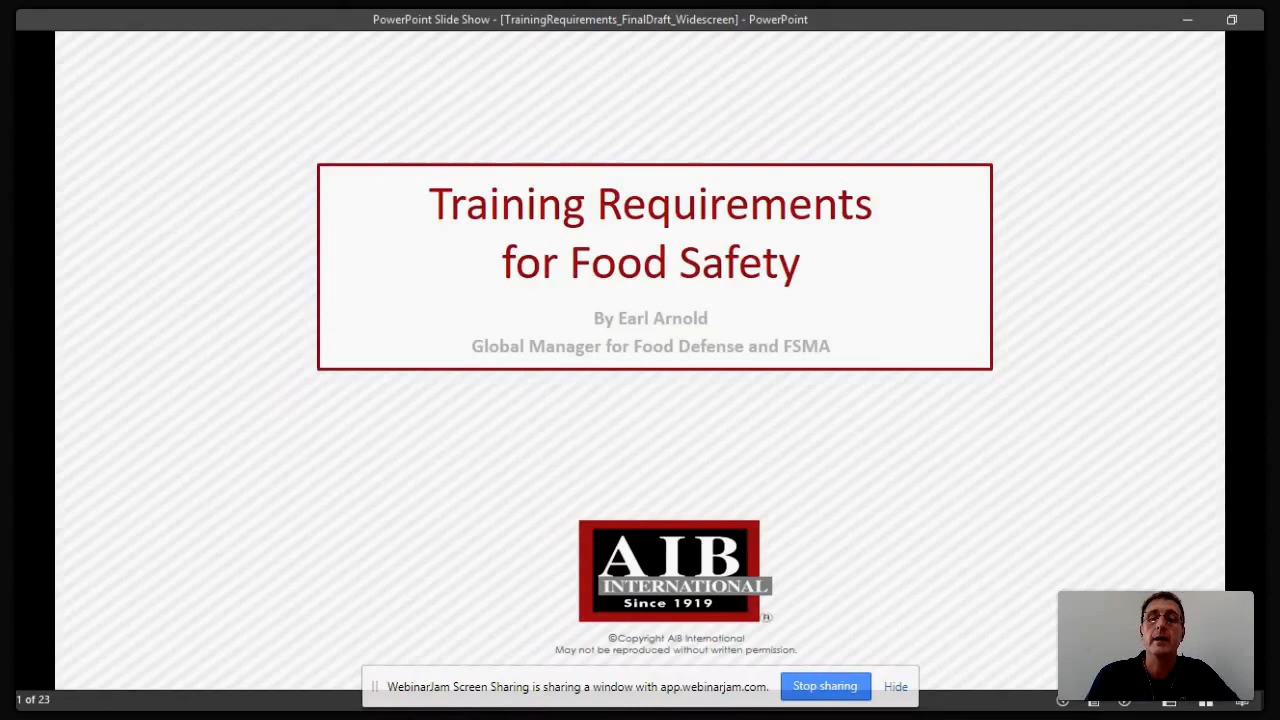 PowerPoint Slide Show - [TrainingRequirements_FinalDraft_Widescreen] - PowerPoint
Training Requirements
for Food Safety
By Earl Arnold
Global Manager for Food Defense and FSMA
AIB
INTERNATIONAL
Since 1919
®
©Copyright AIB International
May not be reproduced without written permission.
WebinarJam Screen Sharing is sharing a window with app.webinarjam.com. Stop sharing Hide
1 of 23